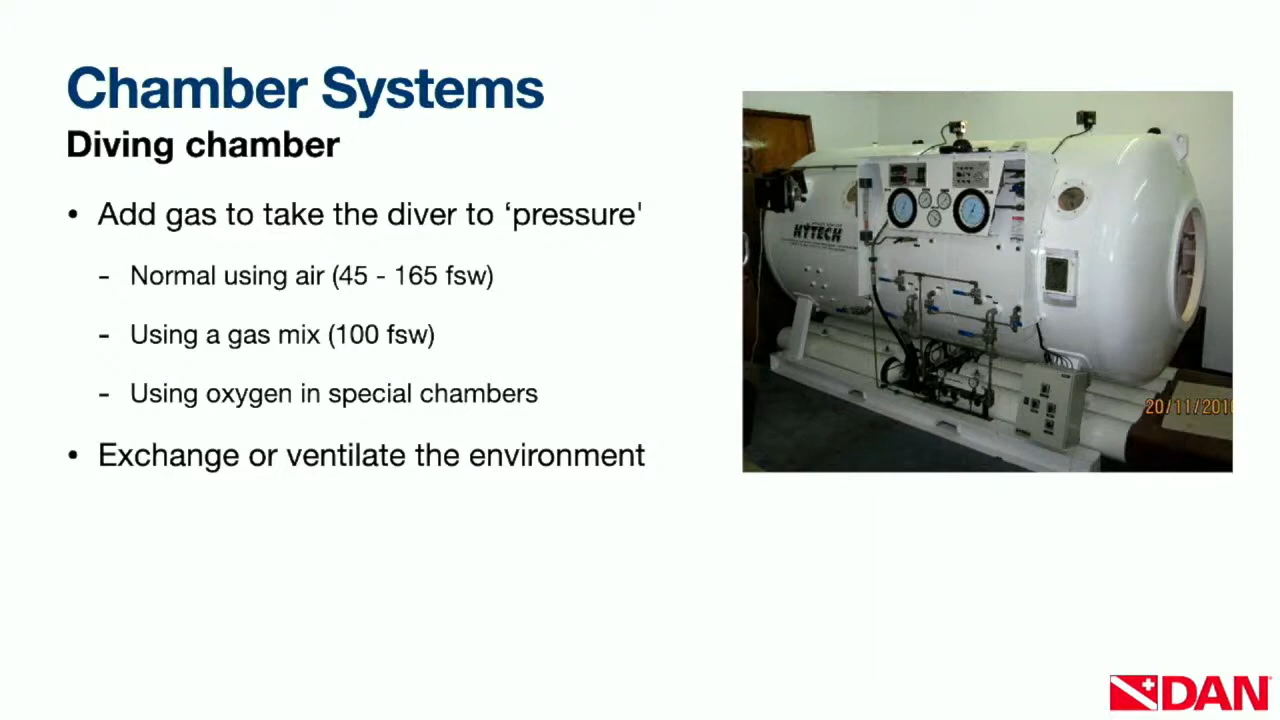 Chamber Systems
Diving chamber
• Add gas to take the diver to ‘pressure'
- Normal using air (45 - 165 fsw)
- Using a gas mix (100 fsw)
- Using oxygen in special chambers
• Exchange or ventilate the environment
HYTECH
20/11/201
DAN